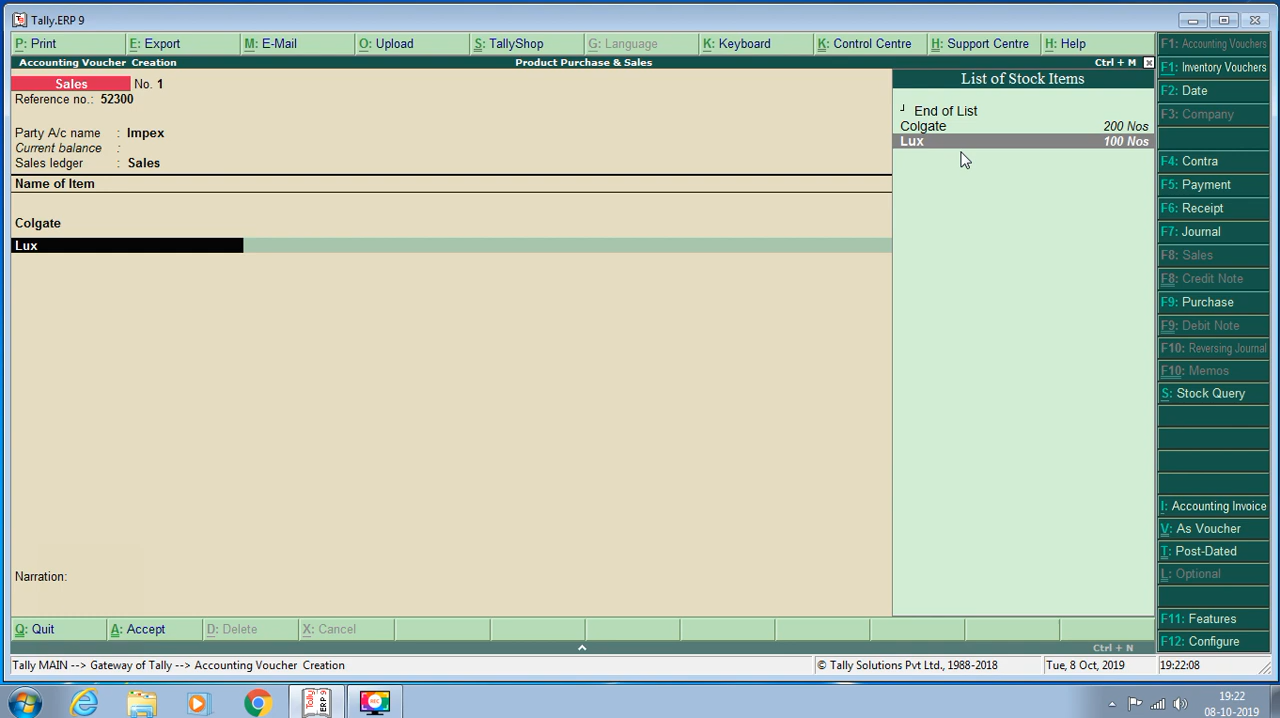 Tally.ERP 9
P: Print E: Export M: E-Mail O: Upload S: TallyShop G: Language K: Keyboard K: Control Centre H: Support Centre H: Help
Accounting Voucher Creation Product Purchase & Sales Ctrl + M
Sales No. 1
Reference no.: 52300
Party A/c name : Impex
Current balance :
Sales ledger : Sales
Name of Item
Colgate
Lux
Narration:
List of Stock Items
End of List
Colgate 200 Nos
Lux 100 Nos
F1: Accounting Vouchers
F1: Inventory Vouchers
F2: Date
F3: Company
F4: Contra
F5: Payment
F6: Receipt
F7: Journal
F8: Sales
F8: Credit Note
F9: Purchase
F9: Debit Note
F10: Reversing Journal
F10: Memos
S: Stock Query
I: Accounting Invoice
V: As Voucher
T: Post-Dated
L: Optional
F11: Features
F12: Configure
Q: Quit A: Accept D: Delete X: Cancel
Ctrl + N
Tally MAIN --> Gateway of Tally --> Accounting Voucher Creation © Tally Solutions Pvt Ltd., 1988-2018 Tue, 8 Oct, 2019 19:22:08
Tally
ERP 9
REC
19:22
08-10-2019